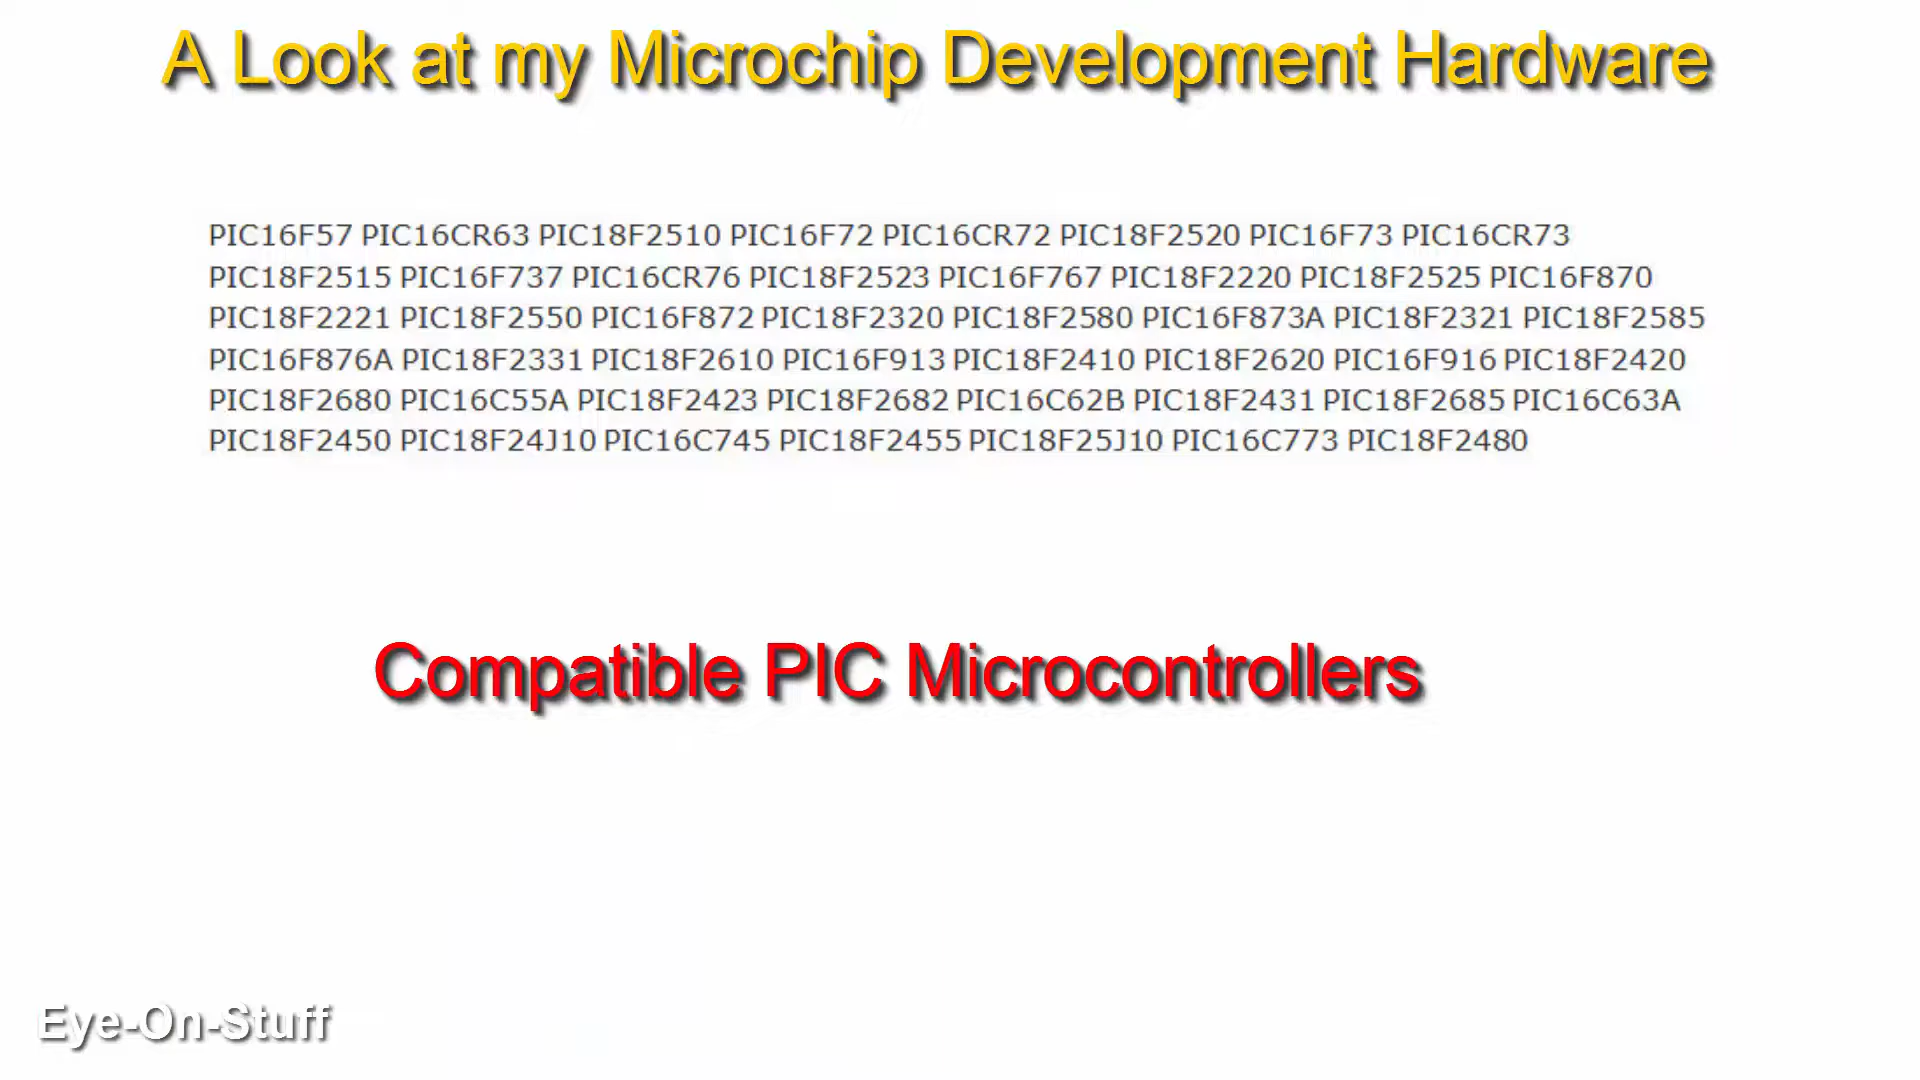 A Look at my Microchip Development Hardware
PIC16F57 PIC16CR63 PIC18F2510 PIC16F72 PIC16CR72 PIC18F2520 PIC16F73 PIC16CR73
PIC18F2515 PIC16F737 PIC16CR76 PIC18F2523 PIC16F767 PIC18F2220 PIC18F2525 PIC16F870
PIC18F2221 PIC18F2550 PIC16F872 PIC18F2320 PIC18F2580 PIC16F873A PIC18F2321 PIC18F2585
PIC16F876A PIC18F2331 PIC18F2610 PIC16F913 PIC18F2410 PIC18F2620 PIC16F916 PIC18F2420
PIC18F2680 PIC16C55A PIC18F2423 PIC18F2682 PIC16C62B PIC18F2431 PIC18F2685 PIC16C63A
PIC18F2450 PIC18F24J10 PIC16C745 PIC18F2455 PIC18F25J10 PIC16C773 PIC18F2480
Compatible PIC Microcontrollers
Eye-On-Stuff